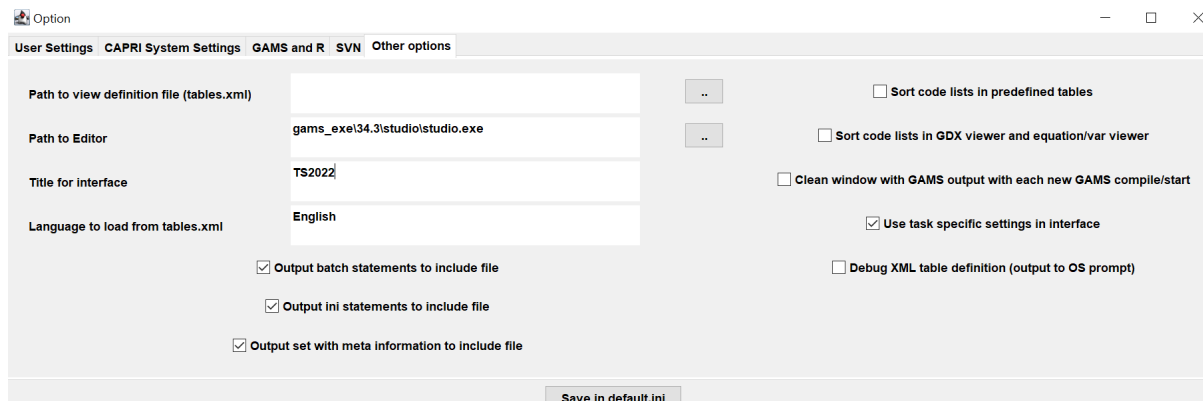 Option
User Settings CAPRI System Settings GAMS and R SVN Other options
Path to view definition file (tables.xml) .. Sort code lists in predefined tables
Path to Editor gams_exe\34.3\studio\studio.exe .. Sort code lists in GDX viewer and equation/var viewer
Title for interface TS2022 Clean window with GAMS output with each new GAMS compile/start
Language to load from tables.xml English Use task specific settings in interface
Output batch statements to include file Debug XML table definition (output to OS prompt)
Output ini statements to include file
Output set with meta information to include file
Save in default.ini